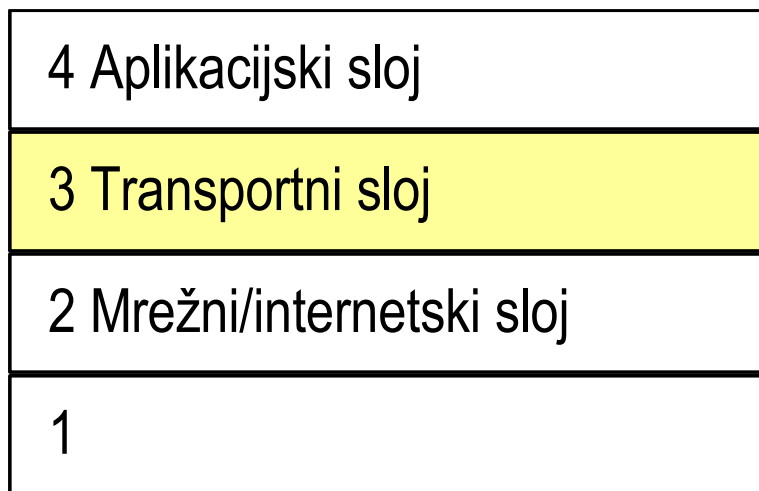 4 Aplikacijski sloj
3 Transportni sloj
2 Mrežni/internetski sloj
1